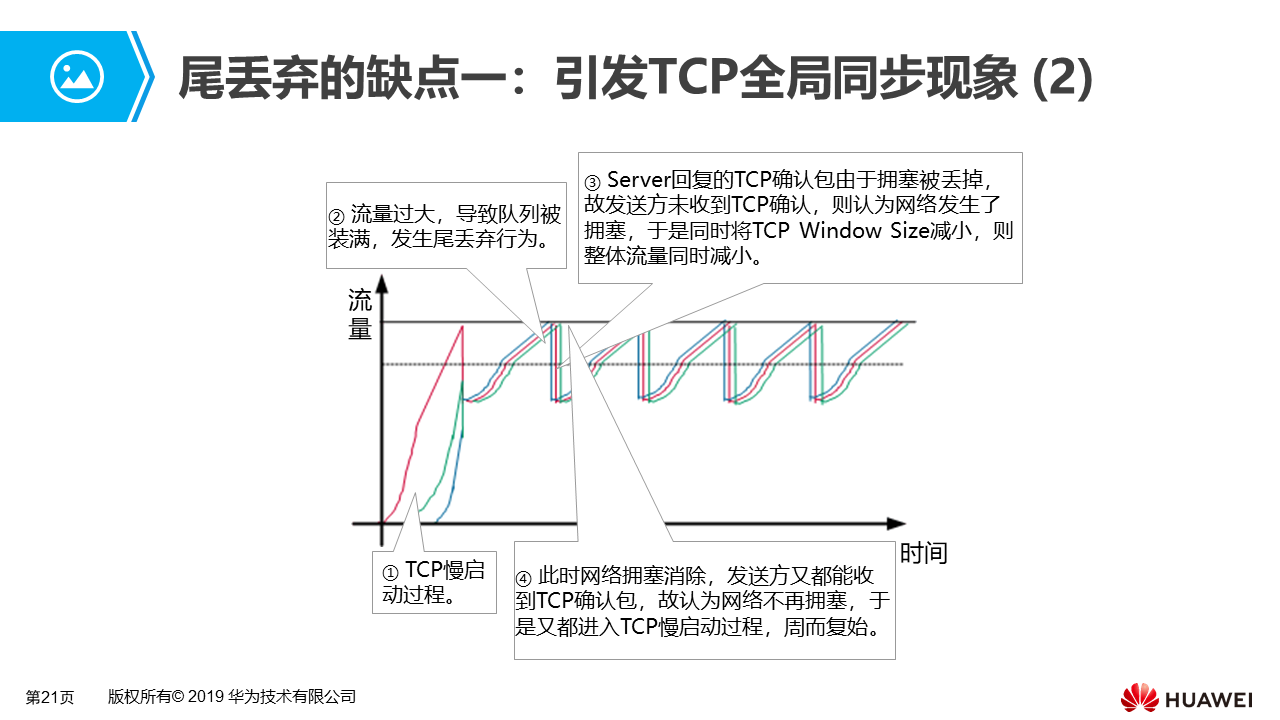 尾丢弃的缺点一：引发TCP全局同步现象 (2)
② 流量过大，导致队列被
装满，发生尾丢弃行为。
③ Server回复的TCP确认包由于拥塞被丢掉，
故发送方未收到TCP确认，则认为网络发生了
拥塞，于是同时将TCP Window Size减小，则
整体流量同时减小。
流
量
时间
① TCP慢启
动过程。
④ 此时网络拥塞消除，发送方又都能收
到TCP确认包，故认为网络不再拥塞，于
是又都进入TCP慢启动过程，周而复始。
第21页
版权所有© 2019 华为技术有限公司
HUAWEI